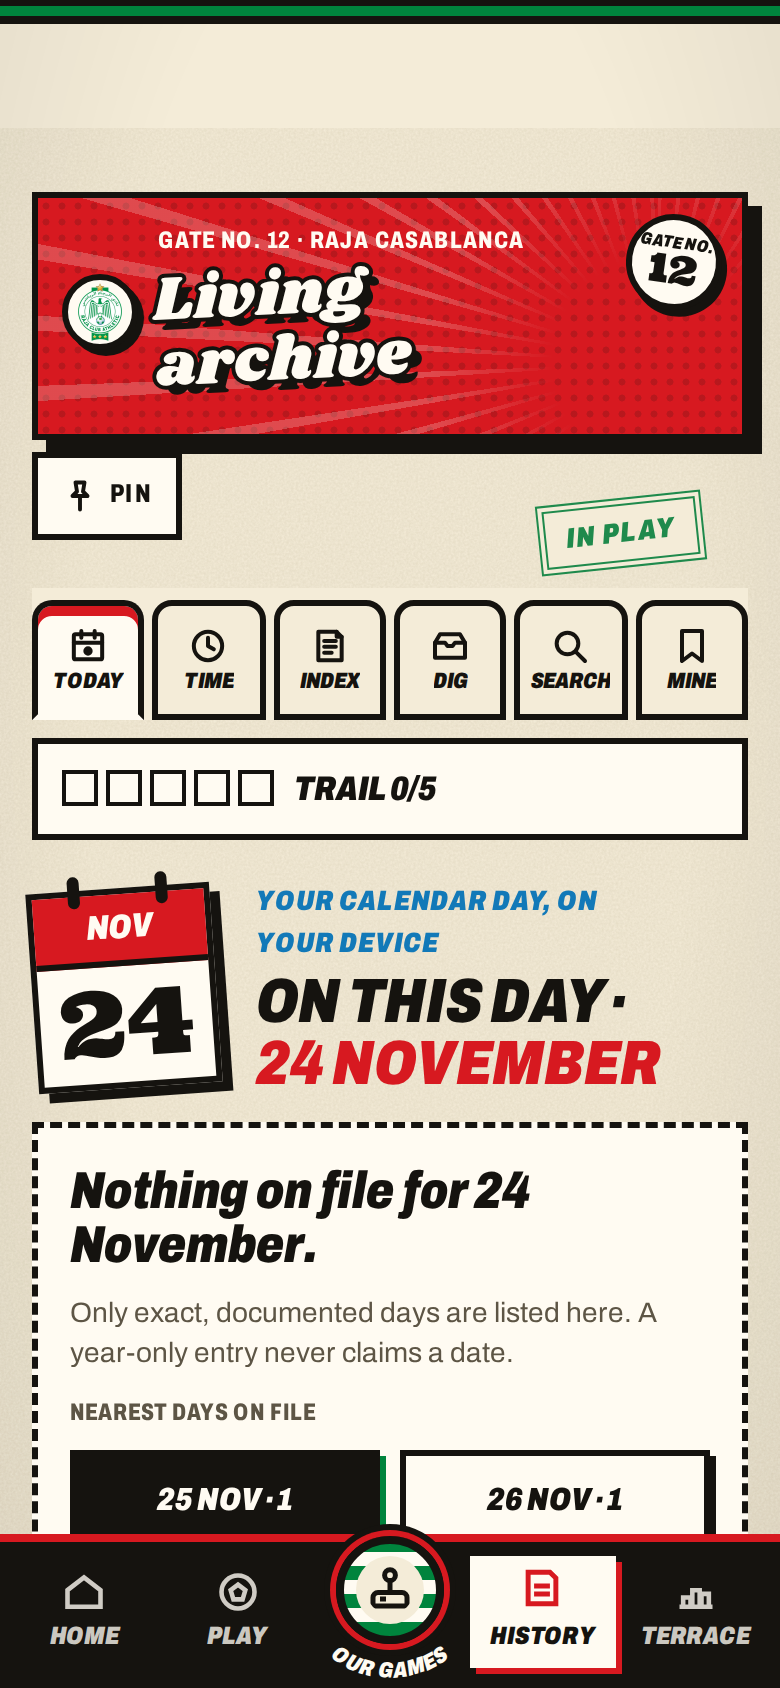 GATE NO. 12 · RAJA CASABLANCA
GATE NO.
12
Living
archive
PIN
IN PLAY
TODAY
TIME
INDEX
DIG
SEARCH
MINE
TRAIL 0/5
NOV
24
YOUR CALENDAR DAY, ON
YOUR DEVICE
ON THIS DAY ·
24 NOVEMBER
Nothing on file for 24
November.
Only exact, documented days are listed here. A
year-only entry never claims a date.
NEAREST DAYS ON FILE
25 NOV · 1
26 NOV · 1
HOME
PLAY
OUR GAMES
HISTORY
TERRACE